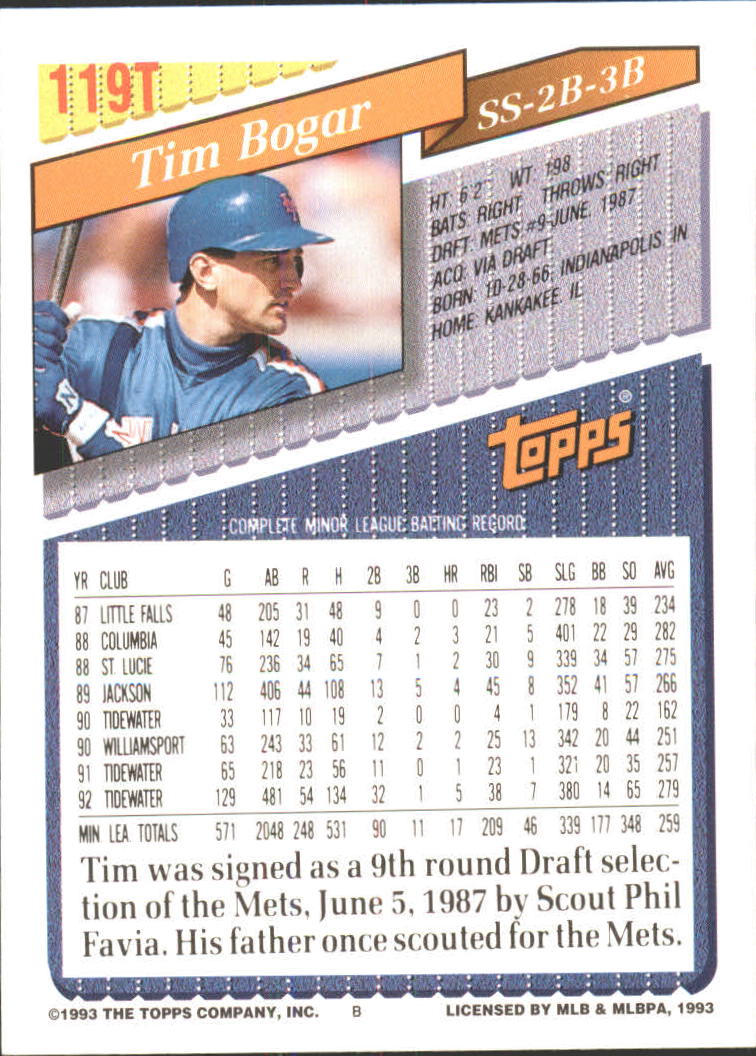 119T
Tim Bogar
SS-2B-3B
HT: 6'2" WT: 198
BATS: RIGHT THROWS: RIGHT
DRFT: METS #9-JUNE, 1987
ACQ: VIA DRAFT
BORN: 10-28-66, INDIANAPOLIS, IN
HOME: KANKAKEE, IL
TOPPS®
COMPLETE MINOR LEAGUE BATTING RECORD
YR CLUB G AB R H 2B 3B HR RBI SB SLG BB SO AVG
87 LITTLE FALLS 48 205 31 48 9 0 0 23 2 278 18 39 234
88 COLUMBIA 45 142 19 40 4 2 3 21 5 401 22 29 282
88 ST. LUCIE 76 236 34 65 7 1 2 30 9 339 34 57 275
89 JACKSON 112 406 44 108 13 5 4 45 8 352 41 57 266
90 TIDEWATER 33 117 10 19 2 0 0 4 1 179 8 22 162
90 WILLIAMSPORT 63 243 33 61 12 2 2 25 13 342 20 44 251
91 TIDEWATER 65 218 23 56 11 0 1 23 1 321 20 35 257
92 TIDEWATER 129 481 54 134 32 1 5 38 7 380 14 65 279
MIN LEA. TOTALS 571 2048 248 531 90 11 17 209 46 339 177 348 259
Tim was signed as a 9th round Draft selec-
tion of the Mets, June 5, 1987 by Scout Phil
Favia. His father once scouted for the Mets.
©1993 THE TOPPS COMPANY, INC. B LICENSED BY MLB & MLBPA, 1993